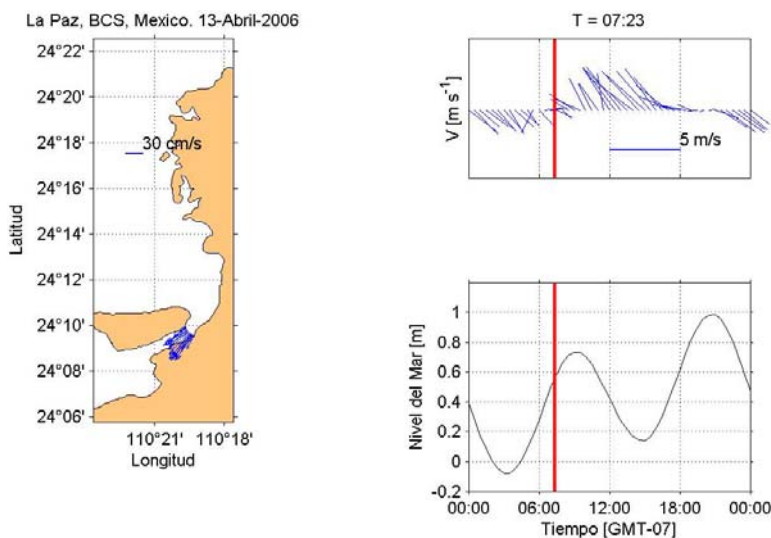 La Paz, BCS, Mexico. 13-Abril-2006
24°22'
24°20'
24°18'
24°16'
24°14'
24°12'
24°10'
24°08'
24°06'
Latitud
30 cm/s
110°21' 110°18'
Longitud
T = 07:23
V [m s⁻¹]
5 m/s
Nivel del Mar [m]
1
0.8
0.6
0.4
0.2
0
-0.2
00:00 06:00 12:00 18:00 00:00
Tiempo [GMT-07]